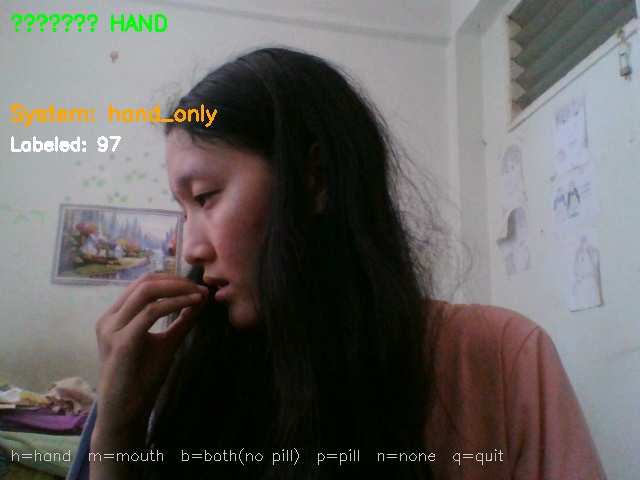 ??????? HAND
System: hand_only
Labeled: 97
h=hand m=mouth b=both(no pill) p=pill n=none q=quit